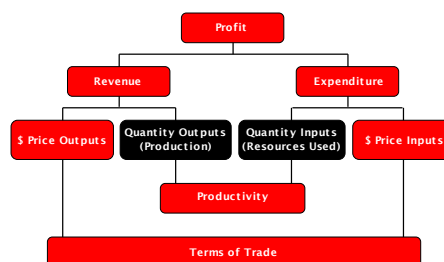 Profit
Revenue
Expenditure
$ Price Outputs
Quantity Outputs
(Production)
Quantity Inputs
(Resources Used)
$ Price Inputs
Productivity
Terms of Trade